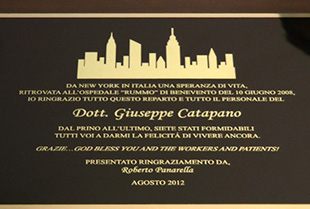 DA NEW YORK IN ITALIA UNA SPERANZA DI VITA,
RITROVATA ALL'OSPEDALE "RUMMO" DI BENEVENTO DEL 10 GIUGNO 2008,
IO RINGRAZIO TUTTO QUESTO REPARTO E TUTTO IL PERSONALE DEL
Dott. Giuseppe Catapano
DAL PRINO ALL'ULTIMO, SIETE STATI FORMIDABILI
TUTTI VOI A DARMI LA FELICITÀ DI VIVERE ANCORA.
GRAZIE...GOD BLESS YOU AND THE WORKERS AND PATIENTS!
PRESENTATO RINGRAZIAMENTO DA,
Roberto Panarella
AGOSTO 2012